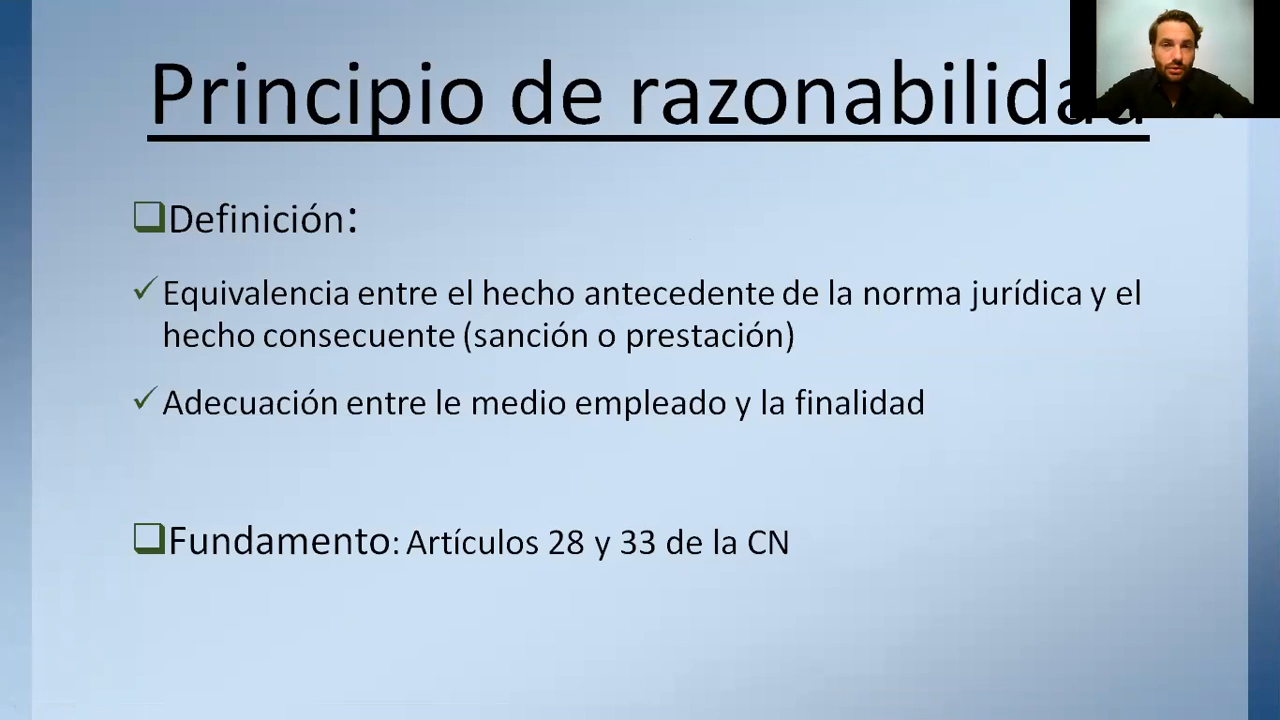 Principio de razonabilidad
Definición:
Equivalencia entre el hecho antecedente de la norma jurídica y el
hecho consecuente (sanción o prestación)
Adecuación entre le medio empleado y la finalidad
Fundamento: Artículos 28 y 33 de la CN